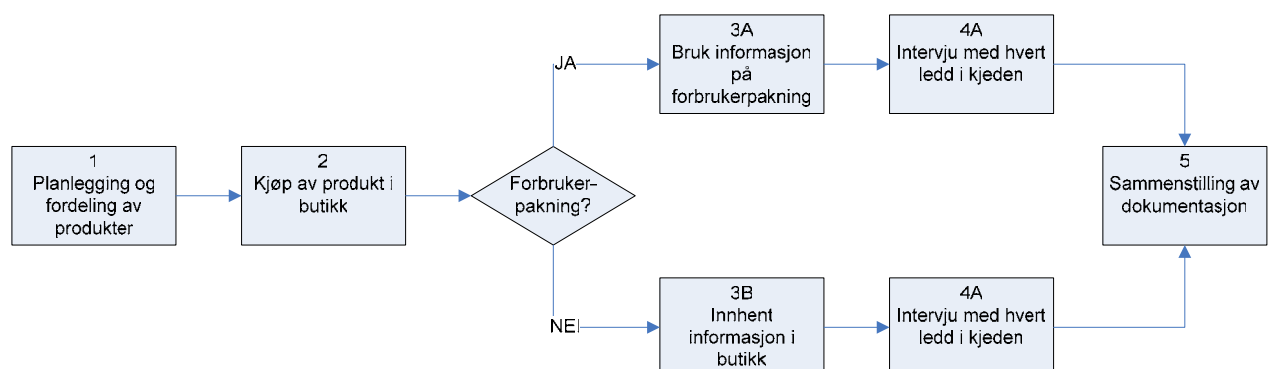 1
Planlegging og
fordeling av
produkter
2
Kjøp av produkt i
butikk
Forbruker–
pakning?
JA
3A
Bruk informasjon
på
forbrukerpakning
4A
Intervju med hvert
ledd i kjeden
NEI
3B
Innhent
informasjon i
butikk
4A
Intervju med hvert
ledd i kjeden
5
Sammenstilling av
dokumentasjon